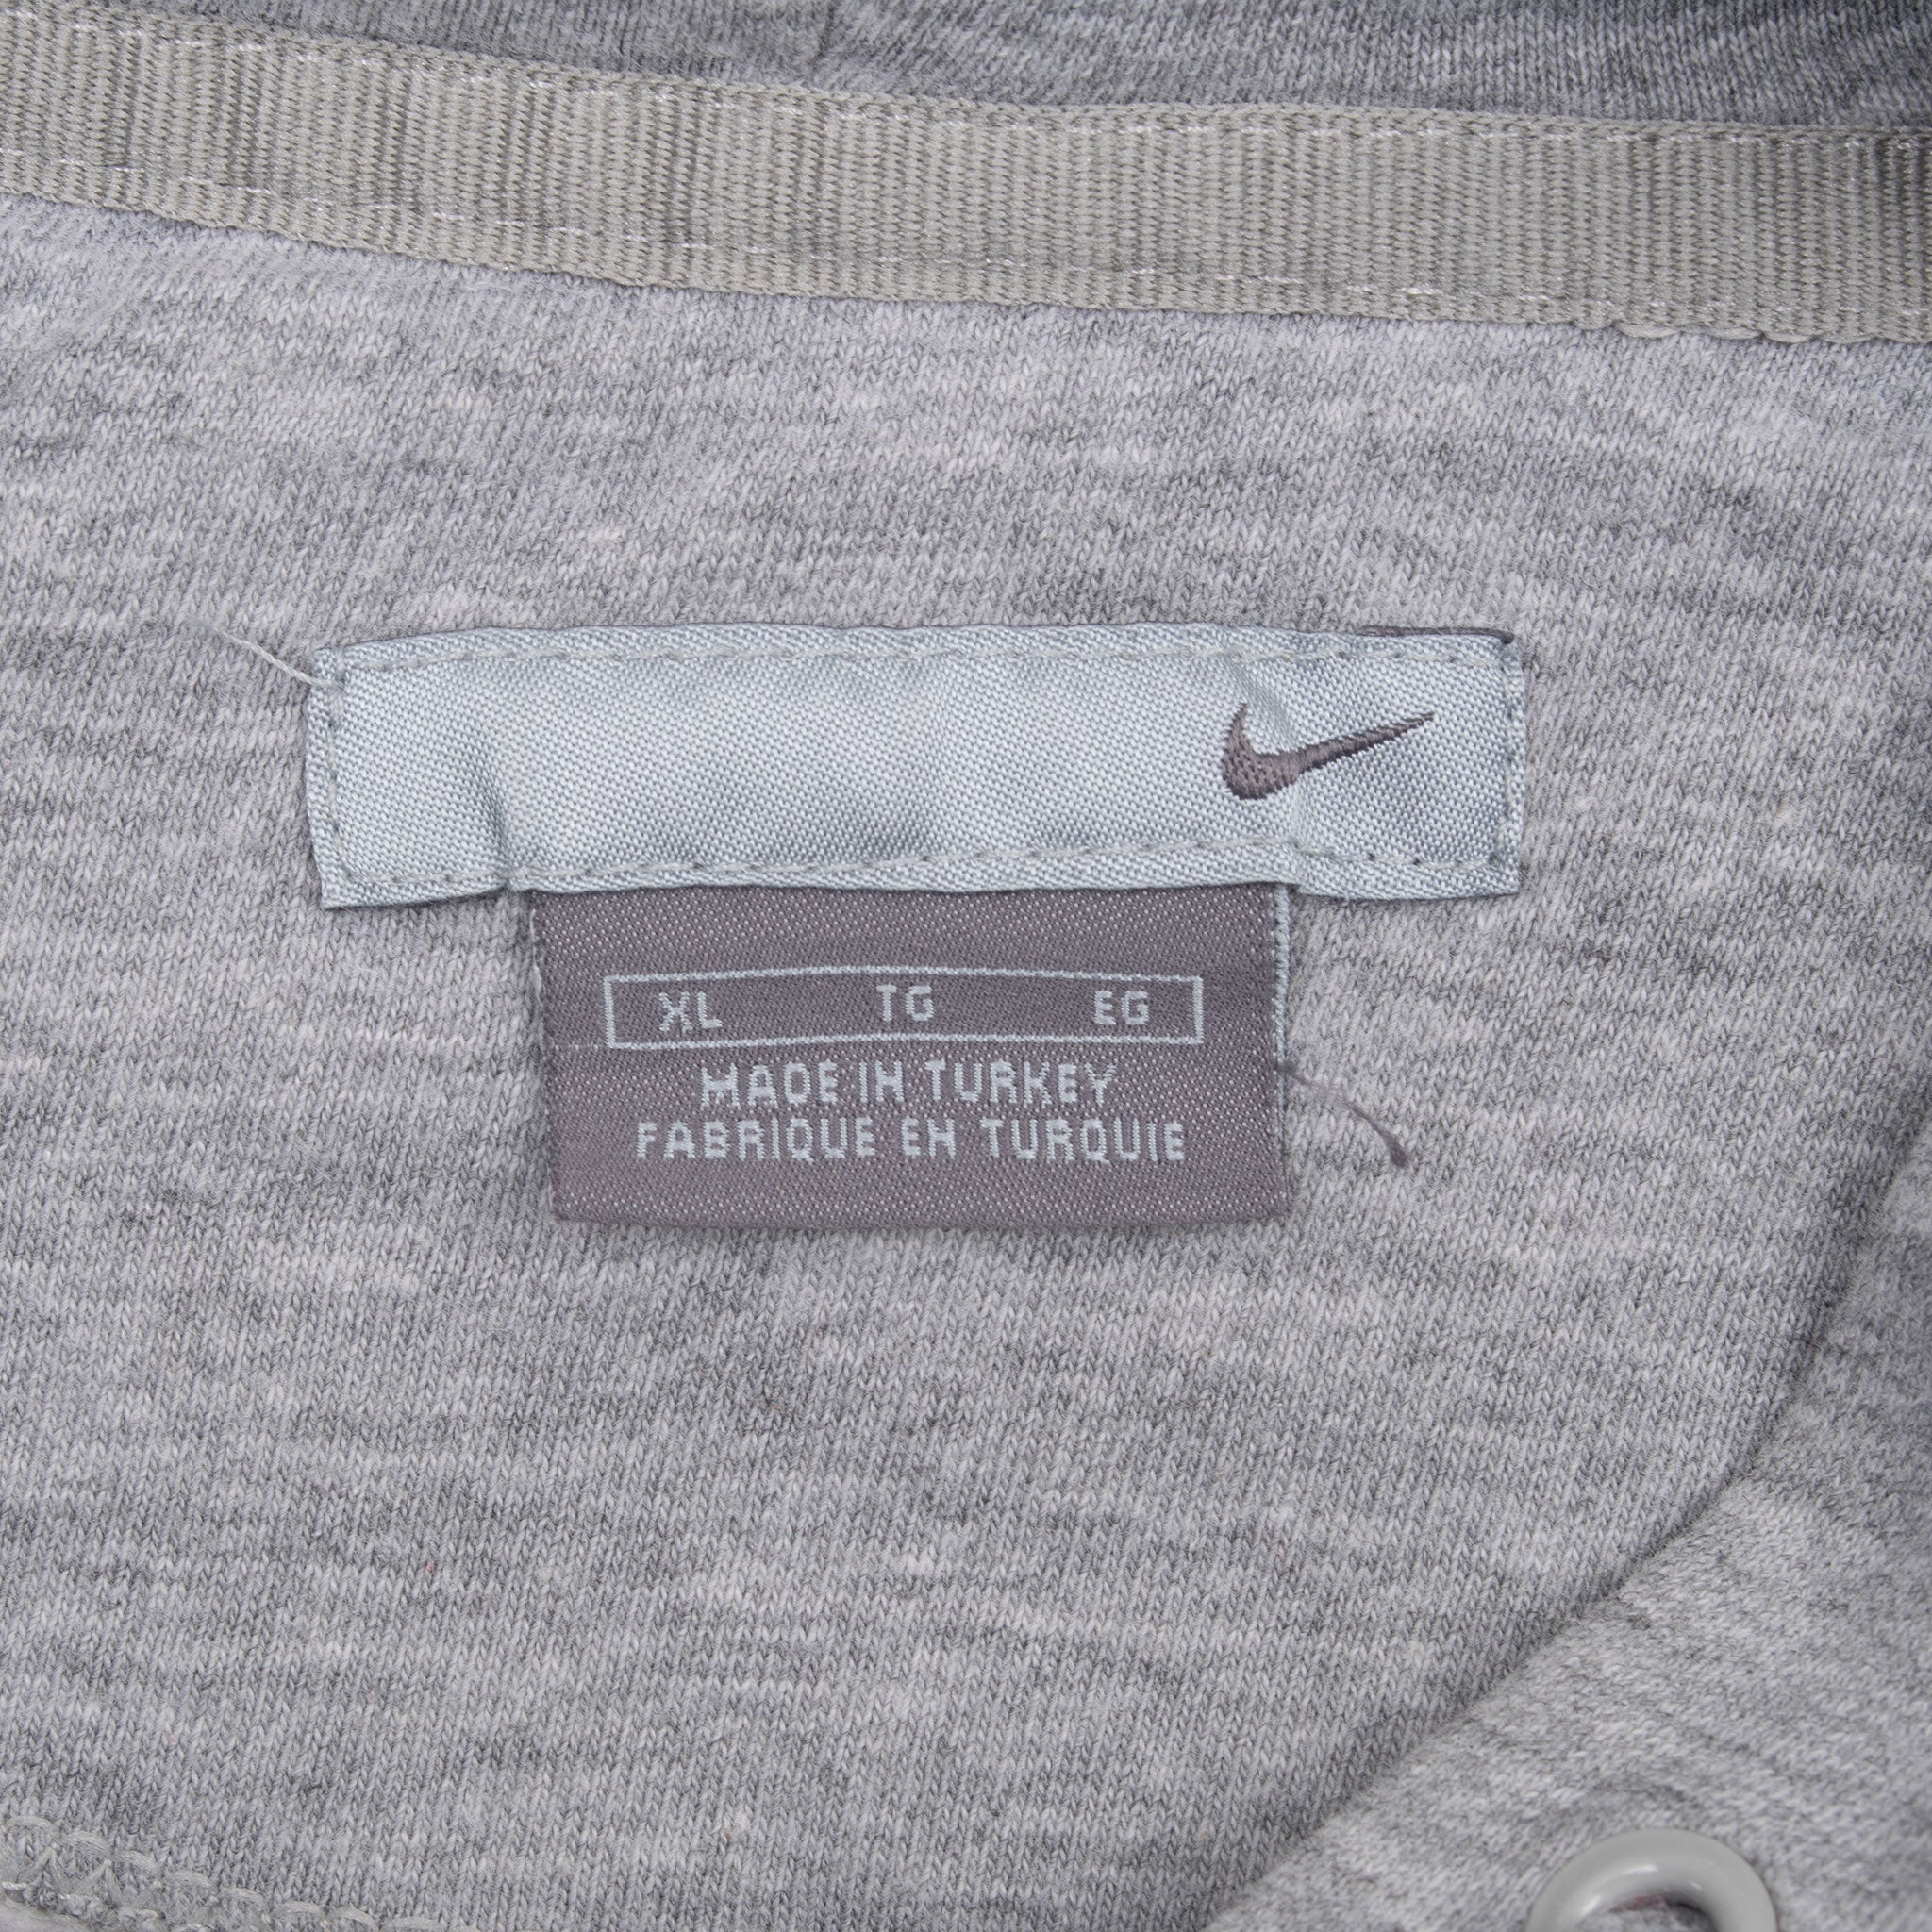 XL TG EG
MADE IN TURKEY
FABRIQUE EN TURQUIE